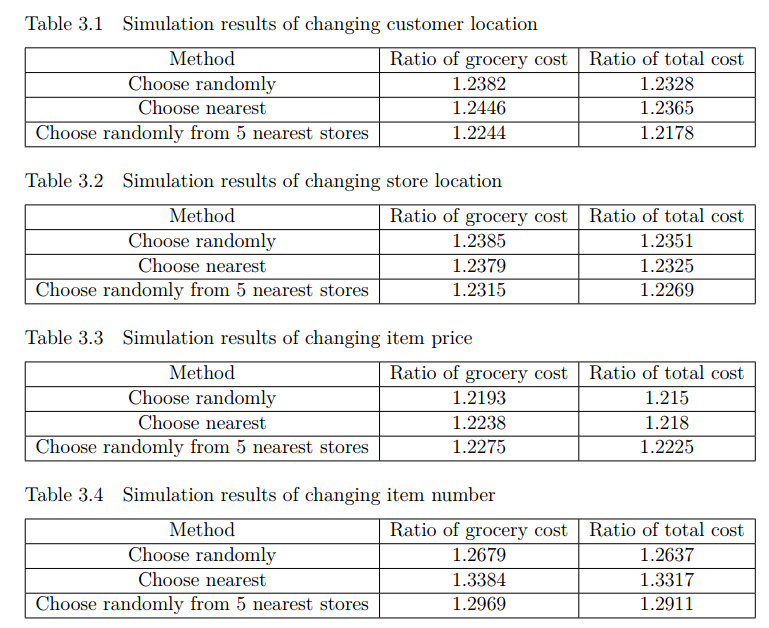 Table 3.1 Simulation results of changing customer location
Method Ratio of grocery cost Ratio of total cost
Choose randomly 1.2382 1.2328
Choose nearest 1.2446 1.2365
Choose randomly from 5 nearest stores 1.2244 1.2178
Table 3.2 Simulation results of changing store location
Method Ratio of grocery cost Ratio of total cost
Choose randomly 1.2385 1.2351
Choose nearest 1.2379 1.2325
Choose randomly from 5 nearest stores 1.2315 1.2269
Table 3.3 Simulation results of changing item price
Method Ratio of grocery cost Ratio of total cost
Choose randomly 1.2193 1.215
Choose nearest 1.2238 1.218
Choose randomly from 5 nearest stores 1.2275 1.2225
Table 3.4 Simulation results of changing item number
Method Ratio of grocery cost Ratio of total cost
Choose randomly 1.2679 1.2637
Choose nearest 1.3384 1.3317
Choose randomly from 5 nearest stores 1.2969 1.2911